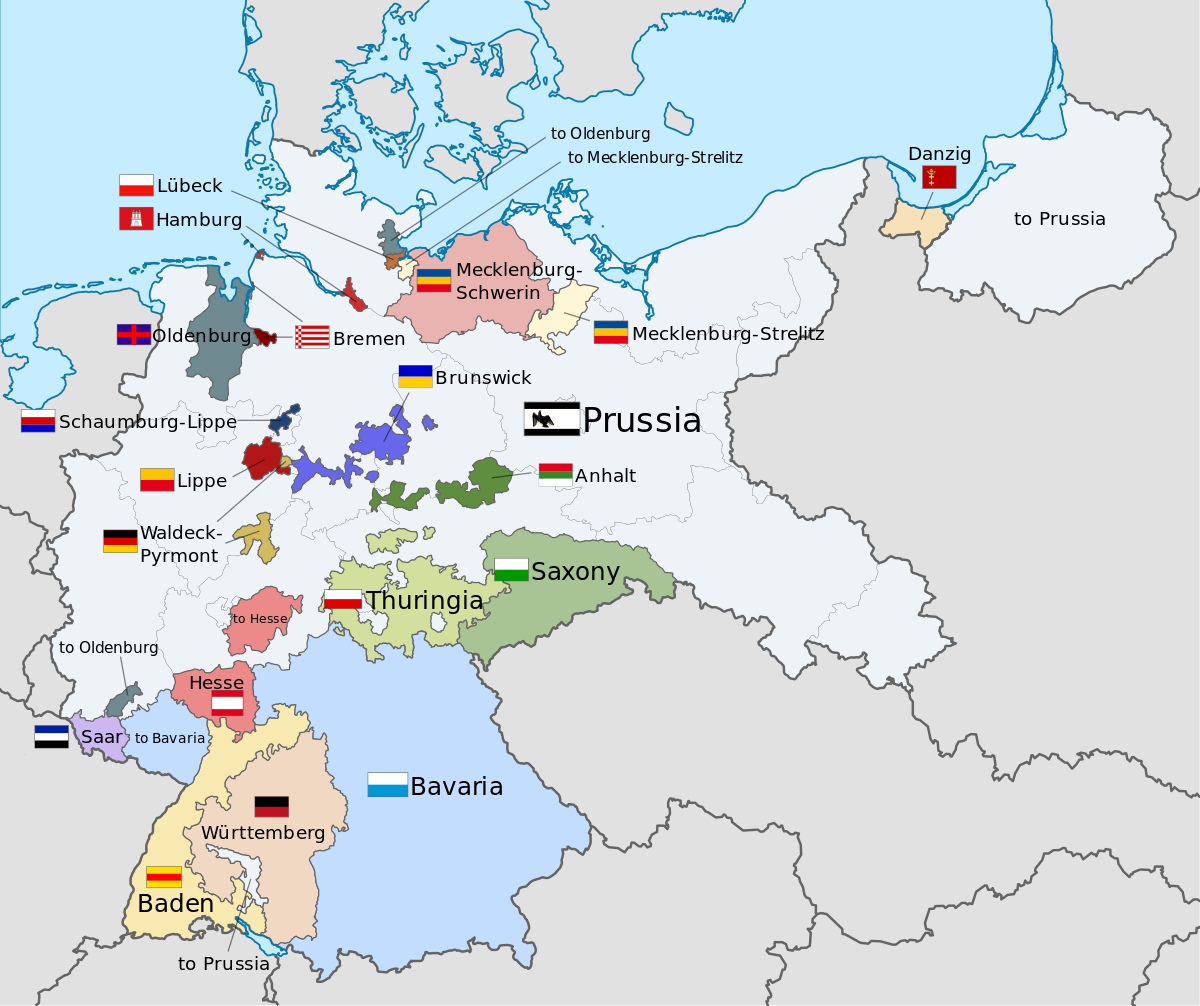 to Oldenburg
Danzig
to Mecklenburg-Strelitz
Lübeck
Hamburg
to Prussia
Mecklenburg-
Schwerin
Oldenburg
Bremen
Mecklenburg-Strelitz
Brunswick
Schaumburg-Lippe
Prussia
Lippe
Anhalt
Waldeck-
Pyrmont
Saxony
Thuringia
to Hesse
to Oldenburg
Hesse
Saar
to Bavaria
Bavaria
Württemberg
Baden
to Prussia